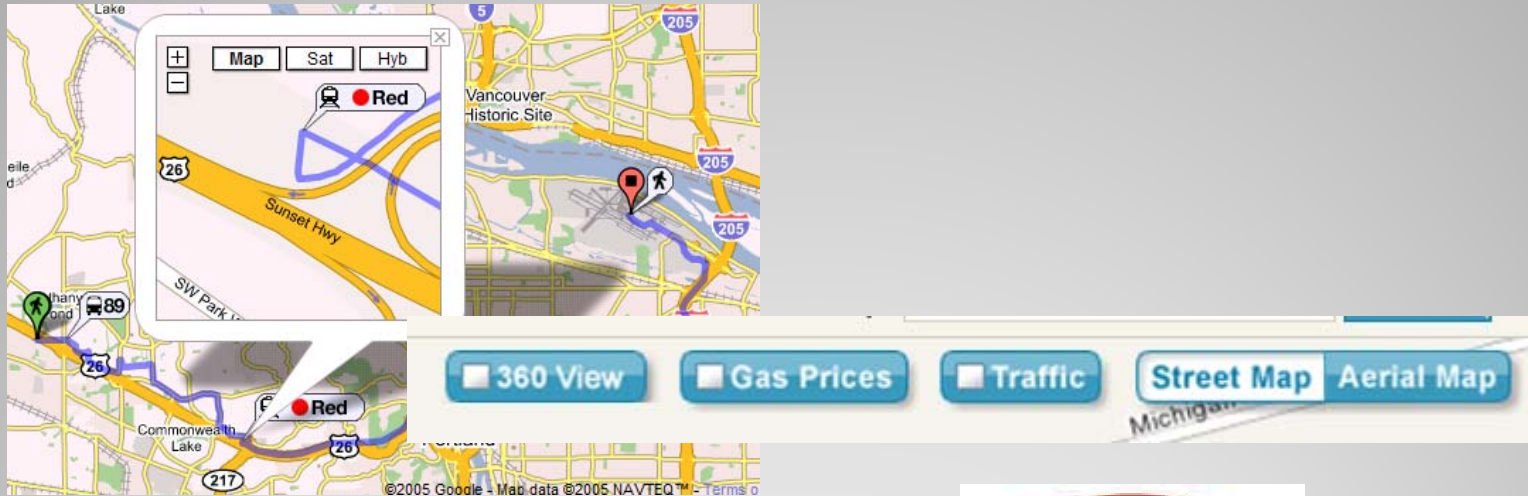 Lake
5
205
Map Sat Hyb
Red
Vancouver
Historic Site
26
205
Sunset Hwy
205
SW Park
89
26
360 View Gas Prices Traffic Street Map Aerial Map
Red
Commonwealth
Lake
26
217
©2005 Google - Map data ©2005 NAVTEQ™ - Terms o